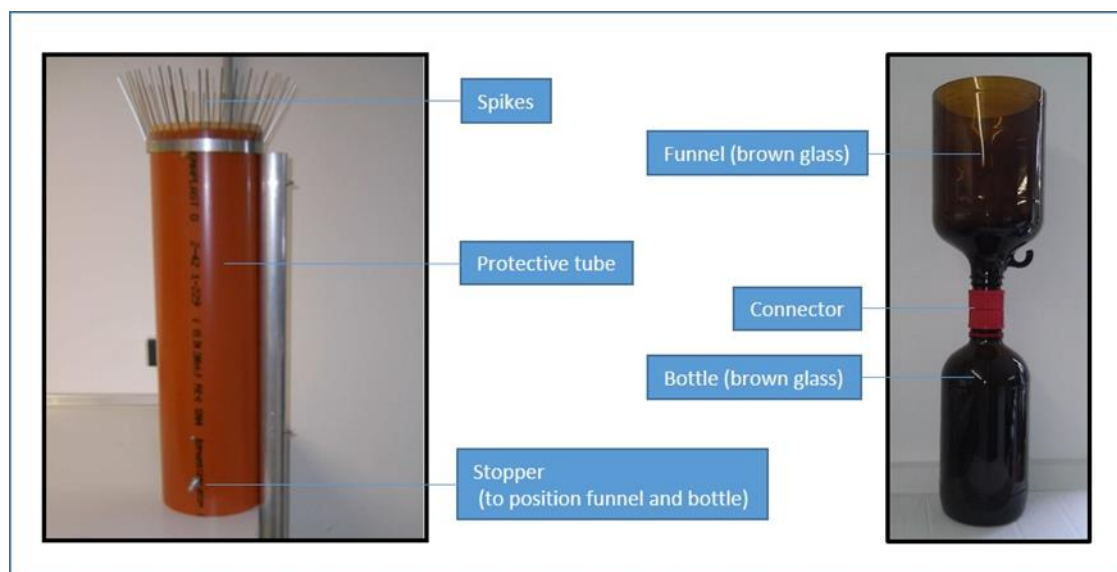 Spikes
Funnel (brown glass)
Protective tube
Connector
Bottle (brown glass)
Stopper
(to position funnel and bottle)